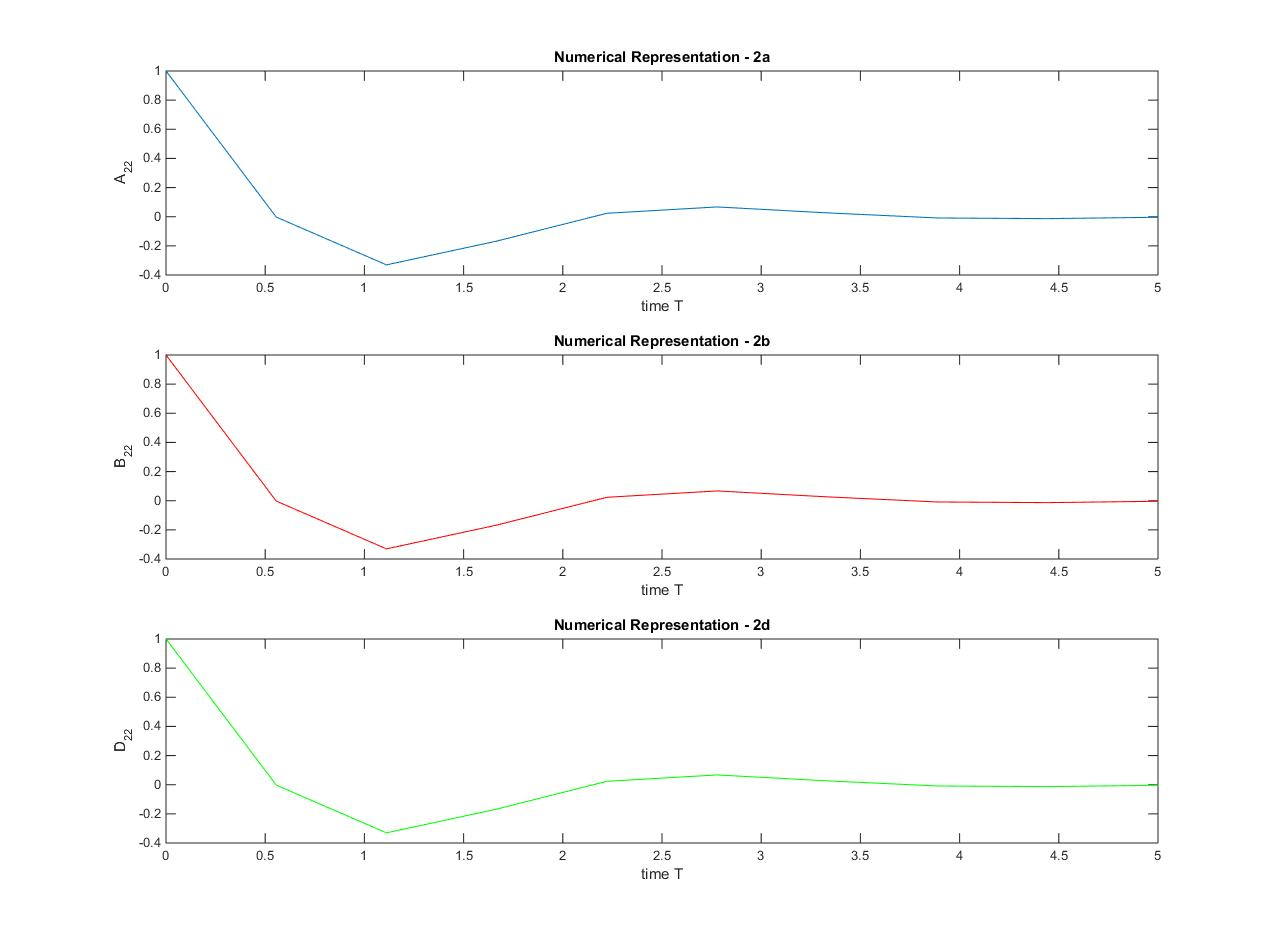 Numerical Representation - 2a
1
0.8
0.6
0.4
0.2
0
-0.2
-0.4
A22
0 0.5 1 1.5 2 2.5 3 3.5 4 4.5 5
time T
Numerical Representation - 2b
1
0.8
0.6
0.4
0.2
0
-0.2
-0.4
B22
0 0.5 1 1.5 2 2.5 3 3.5 4 4.5 5
time T
Numerical Representation - 2d
1
0.8
0.6
0.4
0.2
0
-0.2
-0.4
D22
0 0.5 1 1.5 2 2.5 3 3.5 4 4.5 5
time T